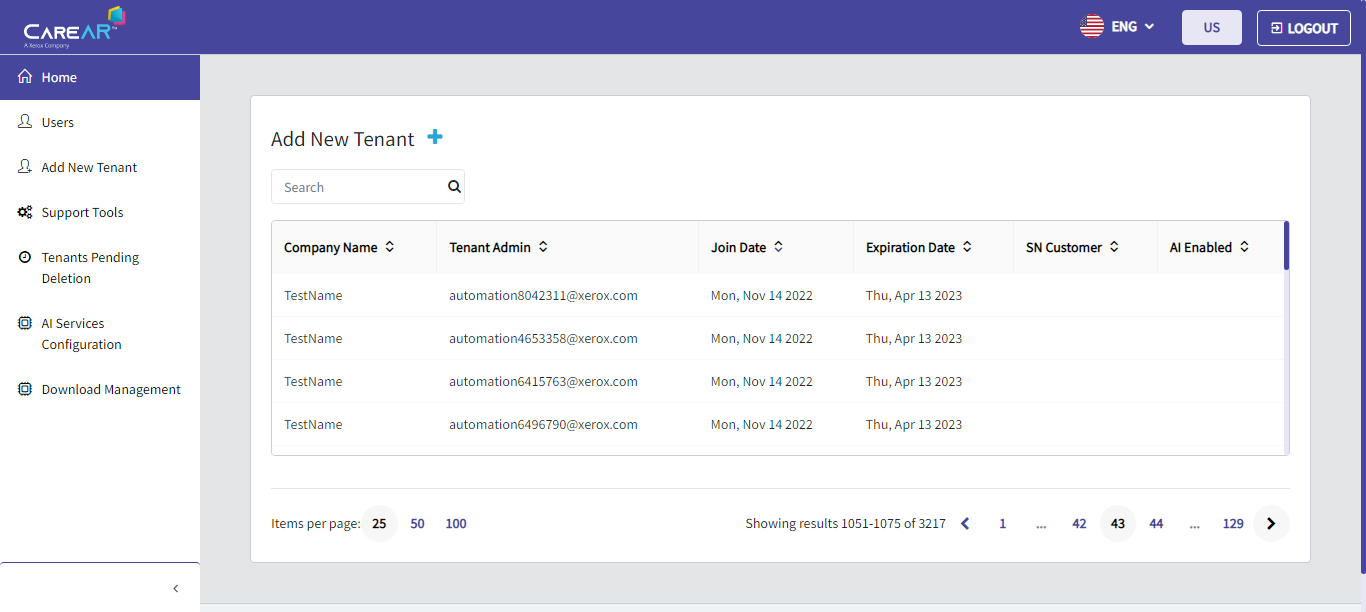 CAREAR™
A Xerox Company
ENG
US
LOGOUT
Home
Users
Add New Tenant
Support Tools
Tenants Pending
Deletion
AI Services
Configuration
Download Management
Add New Tenant
Search
Company Name Tenant Admin Join Date Expiration Date SN Customer AI Enabled
TestName automation8042311@xerox.com Mon, Nov 14 2022 Thu, Apr 13 2023
TestName automation4653358@xerox.com Mon, Nov 14 2022 Thu, Apr 13 2023
TestName automation6415763@xerox.com Mon, Nov 14 2022 Thu, Apr 13 2023
TestName automation6496790@xerox.com Mon, Nov 14 2022 Thu, Apr 13 2023
Items per page: 25 50 100
Showing results 1051-1075 of 3217 1 ... 42 43 44 ... 129